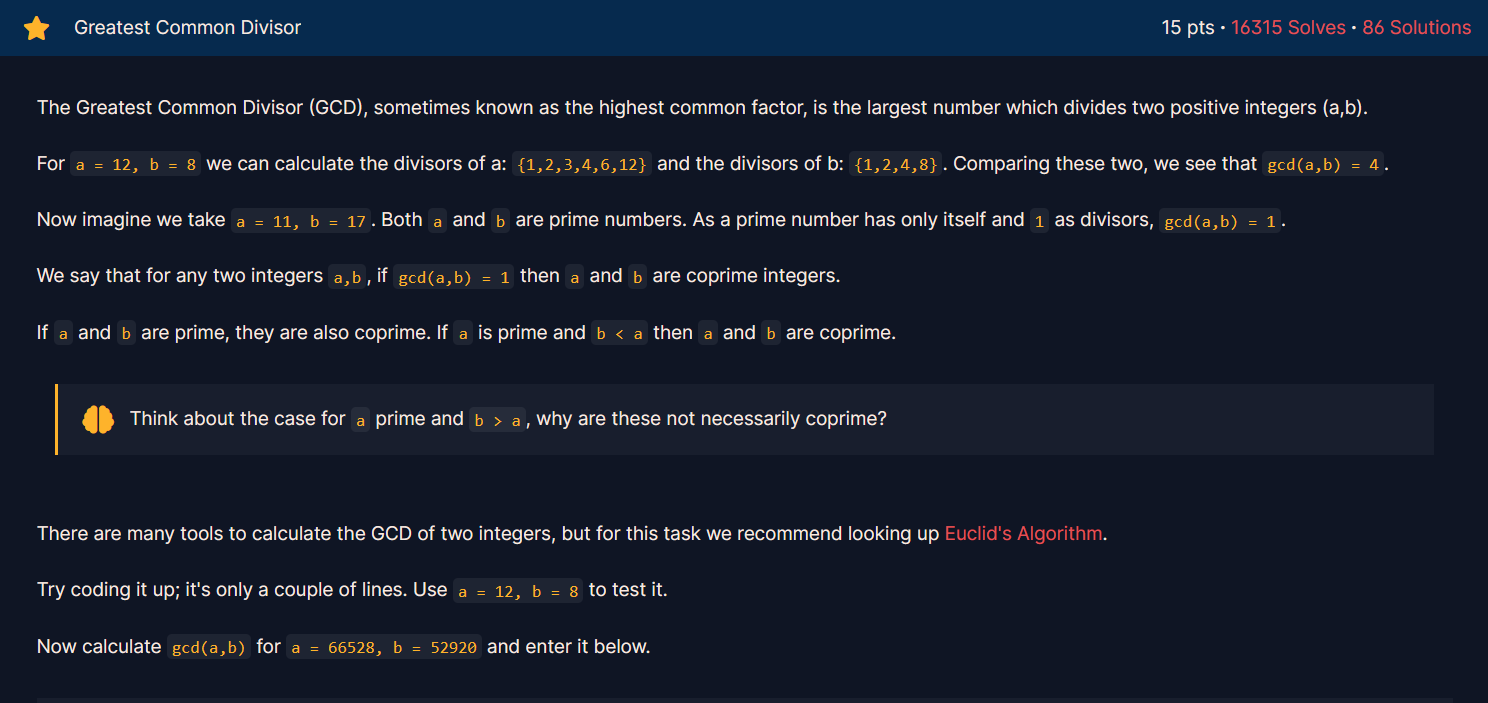 Greatest Common Divisor
15 pts · 16315 Solves · 86 Solutions
The Greatest Common Divisor (GCD), sometimes known as the highest common factor, is the largest number which divides two positive integers (a,b).
For a = 12, b = 8 we can calculate the divisors of a: {1,2,3,4,6,12} and the divisors of b: {1,2,4,8}. Comparing these two, we see that gcd(a,b) = 4.
Now imagine we take a = 11, b = 17. Both a and b are prime numbers. As a prime number has only itself and 1 as divisors, gcd(a,b) = 1.
We say that for any two integers a,b, if gcd(a,b) = 1 then a and b are coprime integers.
If a and b are prime, they are also coprime. If a is prime and b < a then a and b are coprime.
Think about the case for a prime and b > a, why are these not necessarily coprime?
There are many tools to calculate the GCD of two integers, but for this task we recommend looking up Euclid's Algorithm.
Try coding it up; it's only a couple of lines. Use a = 12, b = 8 to test it.
Now calculate gcd(a,b) for a = 66528, b = 52920 and enter it below.